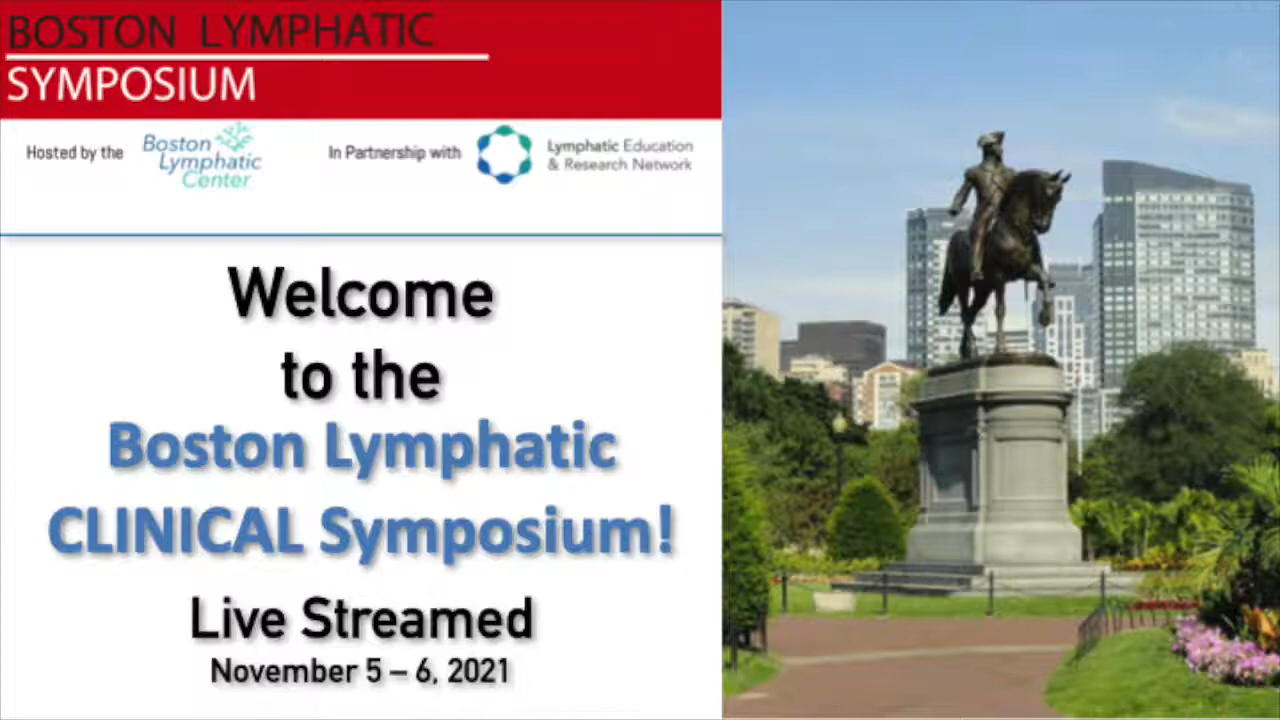 BOSTON LYMPHATIC
SYMPOSIUM
Hosted by the
Boston
Lymphatic
Center
In Partnership with
Lymphatic Education
& Research Network
Welcome
to the
Boston Lymphatic
CLINICAL Symposium!
Live Streamed
November 5 – 6, 2021